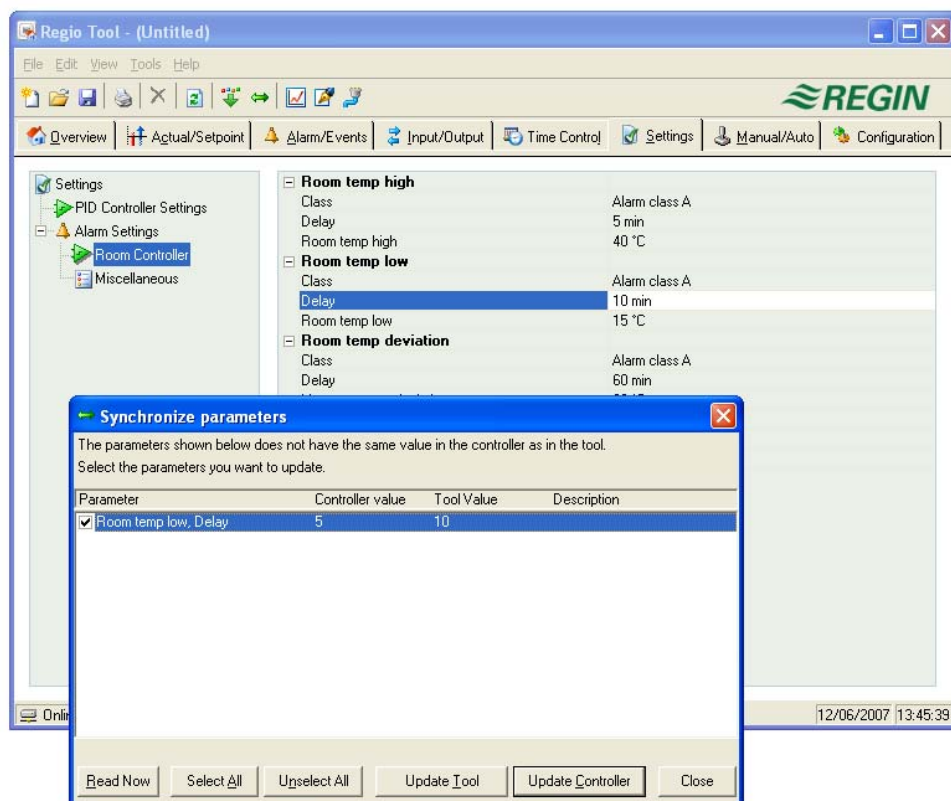 Regio Tool - (Untitled)
File Edit View Tools Help
REGIN
Overview Actual/Setpoint Alarm/Events Input/Output Time Control Settings Manual/Auto Configuration
Settings
PID Controller Settings
Alarm Settings
Room Controller
Miscellaneous
Room temp high
Class Alarm class A
Delay 5 min
Room temp high 40 °C
Room temp low
Class Alarm class A
Delay 10 min
Room temp low 15 °C
Room temp deviation
Class Alarm class A
Delay 60 min
Synchronize parameters
The parameters shown below does not have the same value in the controller as in the tool.
Select the parameters you want to update.
Parameter Controller value Tool Value Description
Room temp low, Delay 5 10
12/06/2007 13:45:39
Read Now Select All Unselect All Update Tool Update Controller Close